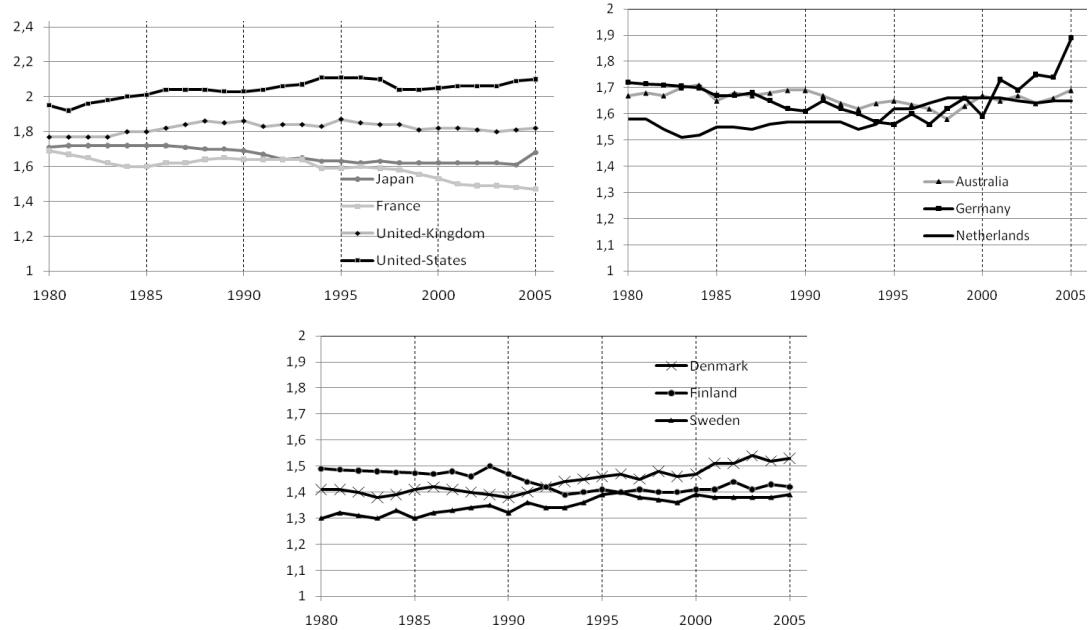 2,4
2,2
2
1,8
1,6
1,4
1,2
1
1980 1985 1990 1995 2000 2005
Japan
France
United-Kingdom
United-States
2
1,9
1,8
1,7
1,6
1,5
1,4
1,3
1,2
1,1
1
1980 1985 1990 1995 2000 2005
Australia
Germany
Netherlands
2
1,9
1,8
1,7
1,6
1,5
1,4
1,3
1,2
1,1
1
1980 1985 1990 1995 2000 2005
Denmark
Finland
Sweden